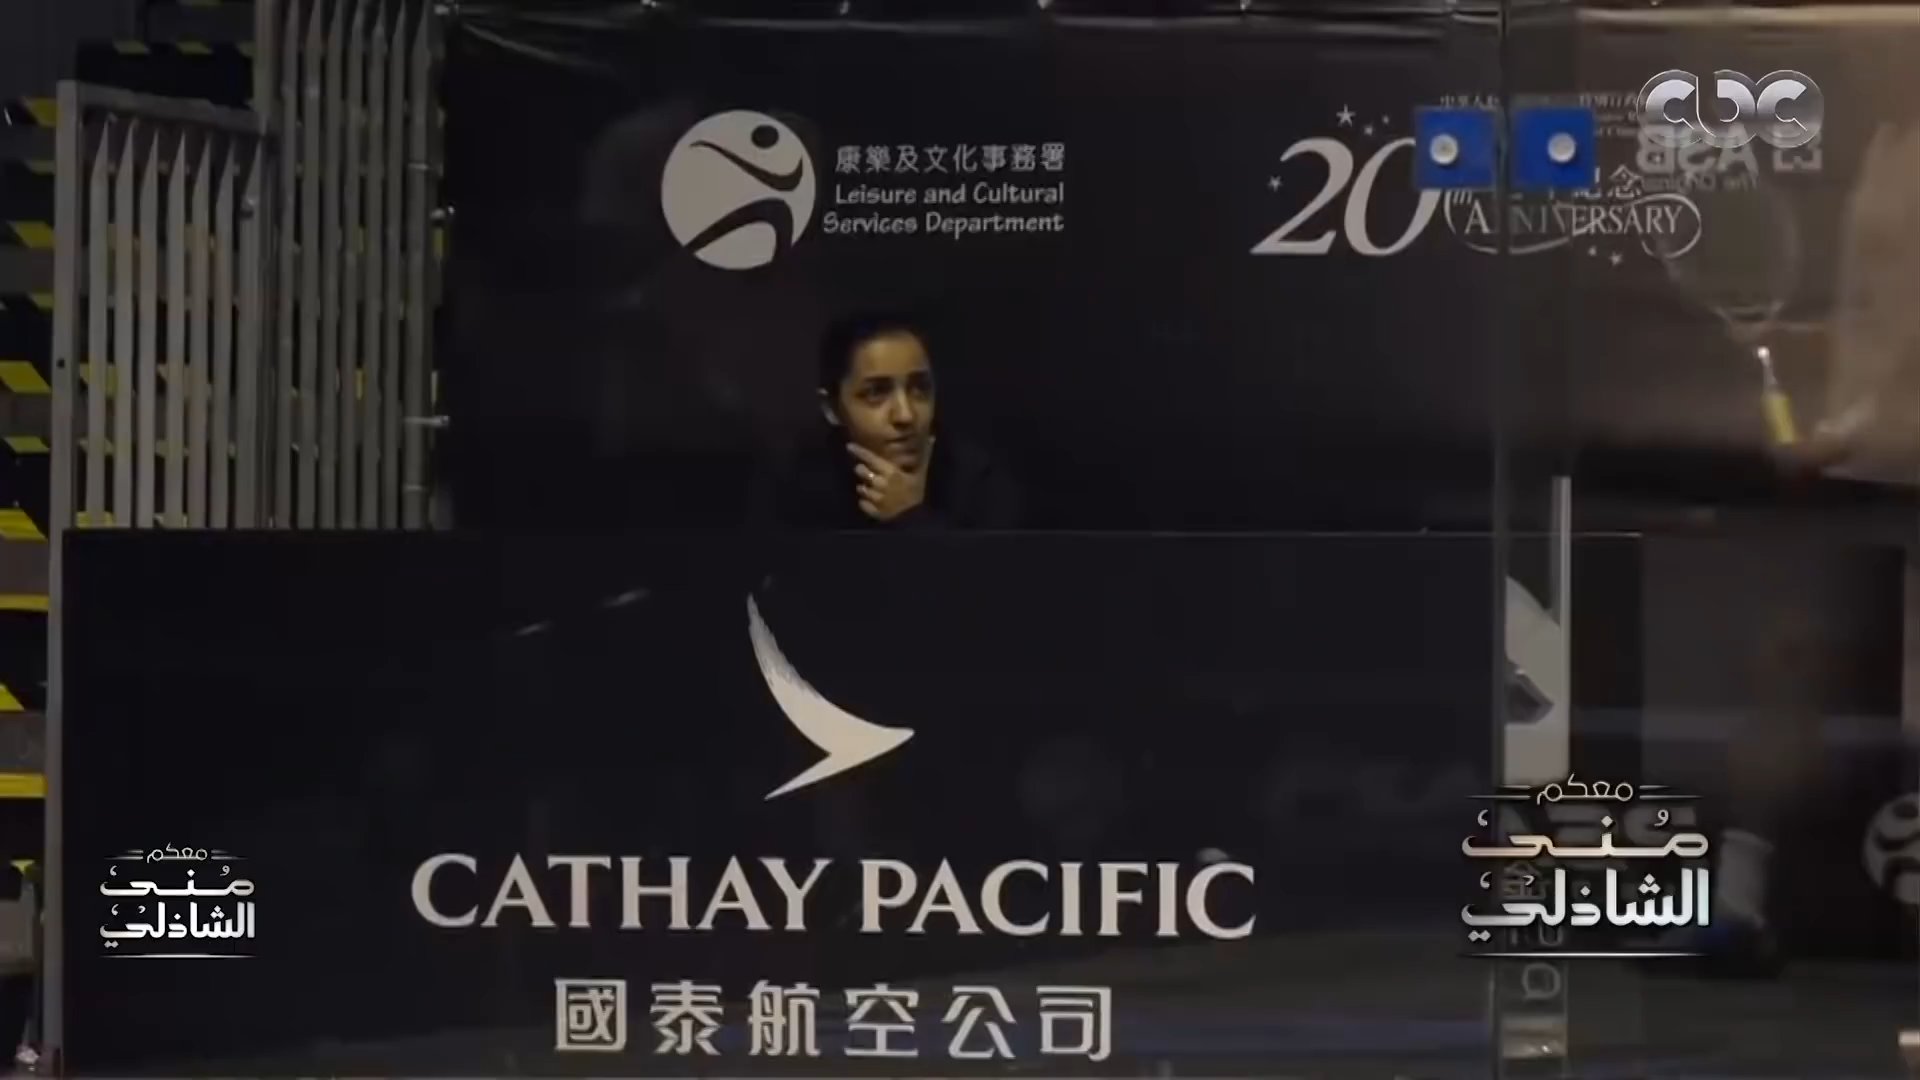 cbc
康樂及文化事務署
Leisure and Cultural
Services Department
20th
ANNIVERSARY
معكم
مُنى
الشاذلي
CATHAY PACIFIC
國泰航空公司
معكم
مُنى
الشاذلي